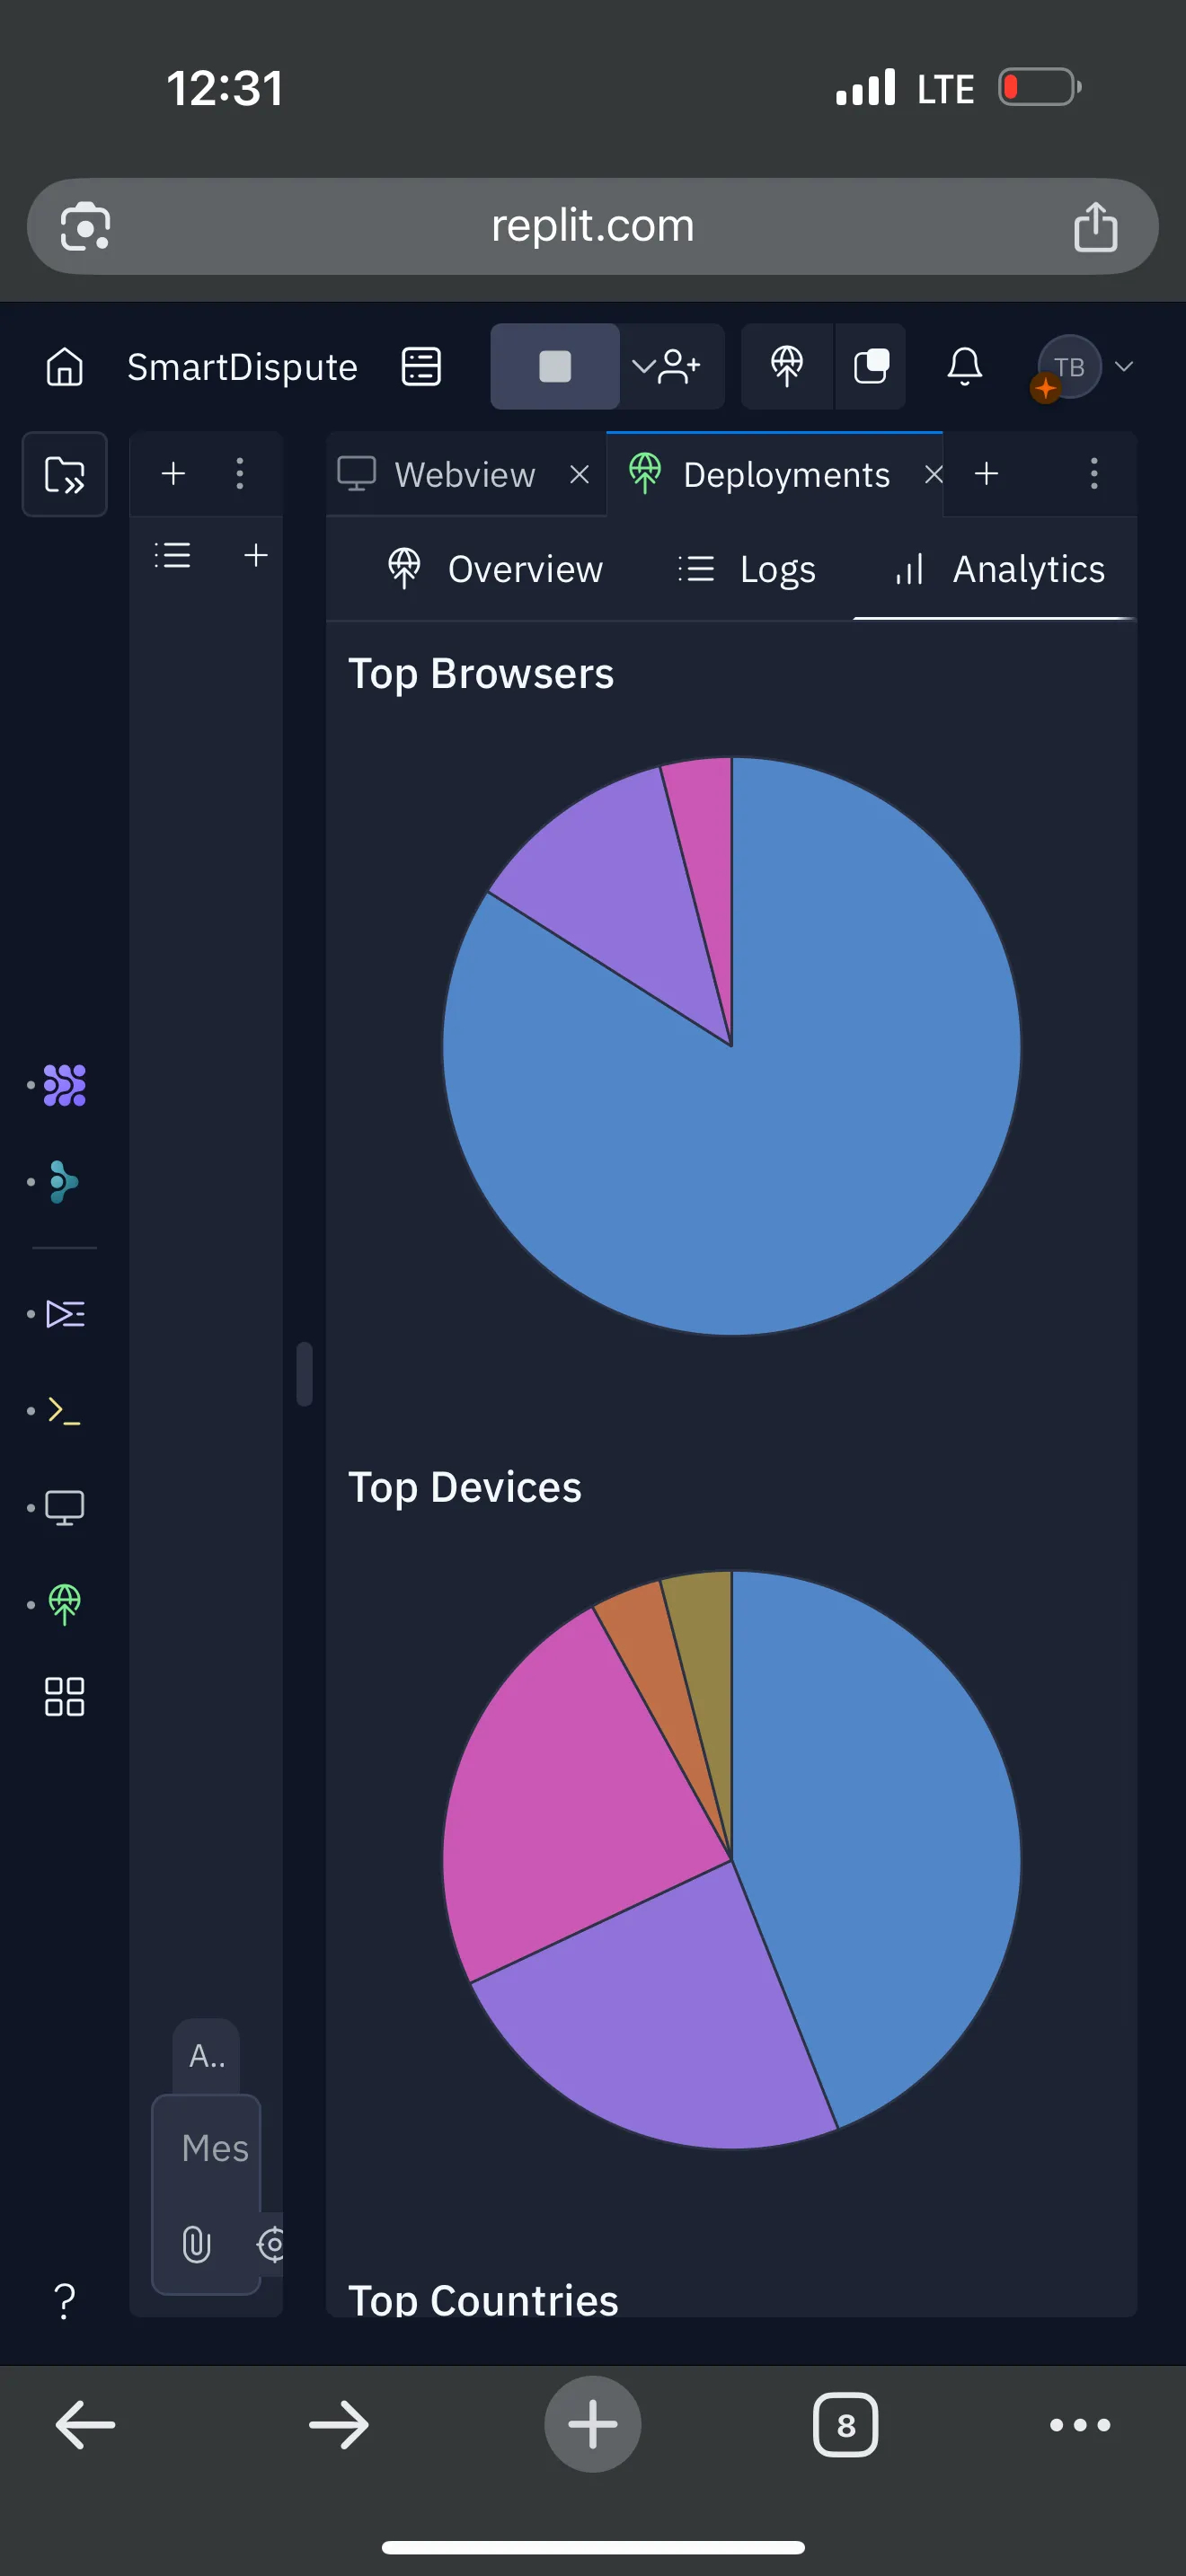 12:31
LTE
replit.com
SmartDispute
TB
Webview
Deployments
Overview
Logs
Analytics
Top Browsers
Top Devices
A..
Mes
Top Countries
?
8